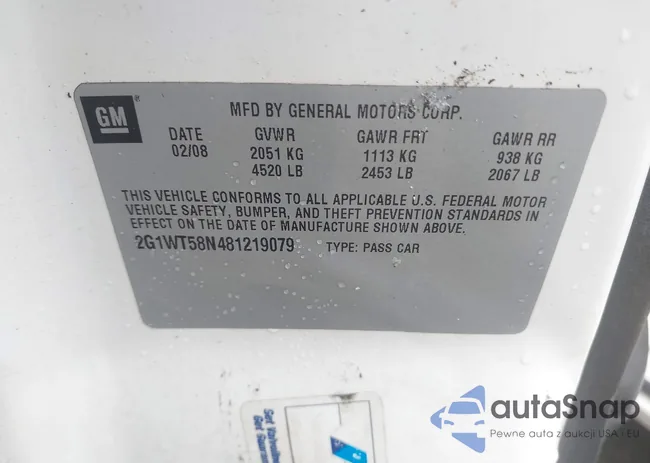 GM®
MFD BY GENERAL MOTORS CORP.
DATE GVWR GAWR FRT GAWR RR
02/08 2051 KG 1113 KG 938 KG
4520 LB 2453 LB 2067 LB
THIS VEHICLE CONFORMS TO ALL APPLICABLE U.S. FEDERAL MOTOR
VEHICLE SAFETY, BUMPER, AND THEFT PREVENTION STANDARDS IN
EFFECT ON THE DATE OF MANUFACTURE SHOWN ABOVE.
2G1WT58N481219079 TYPE: PASS CAR
autoSnap
Pewne auta z aukcji USA - EU